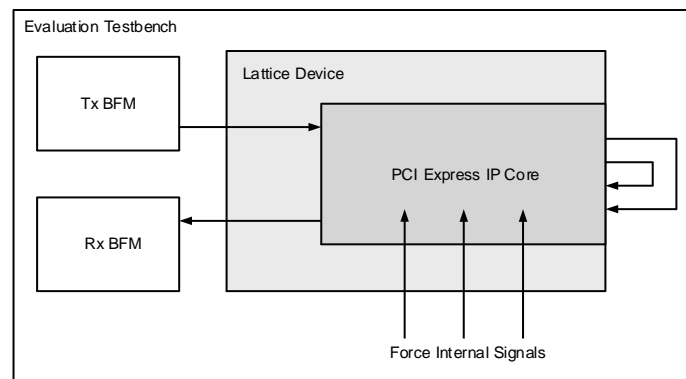 Evaluation Testbench
Lattice Device
Tx BFM
PCI Express IP Core
Rx BFM
Force Internal Signals